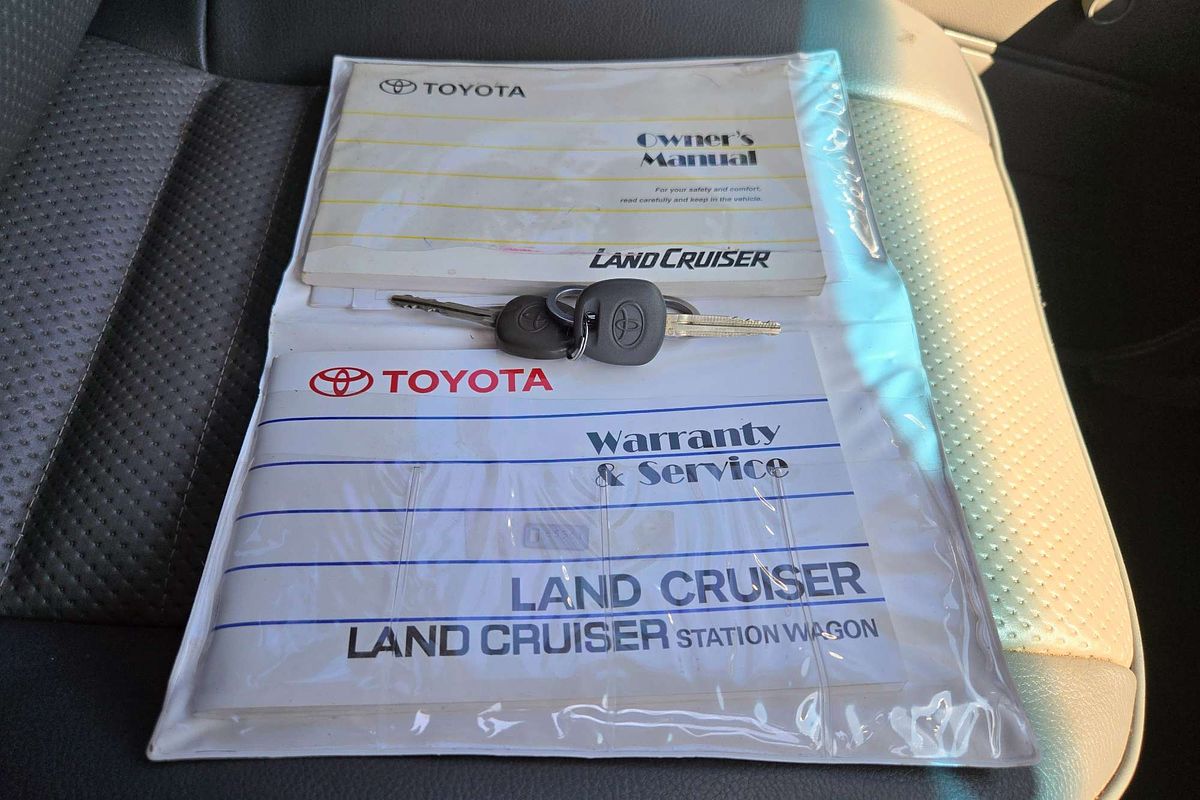 TOYOTA
Owner's
Manual
For your safety and comfort,
read carefully and keep in the vehicle.
LAND CRUISER
TOYOTA
Warranty
& Service
LAND CRUISER
LAND CRUISER STATION WAGON